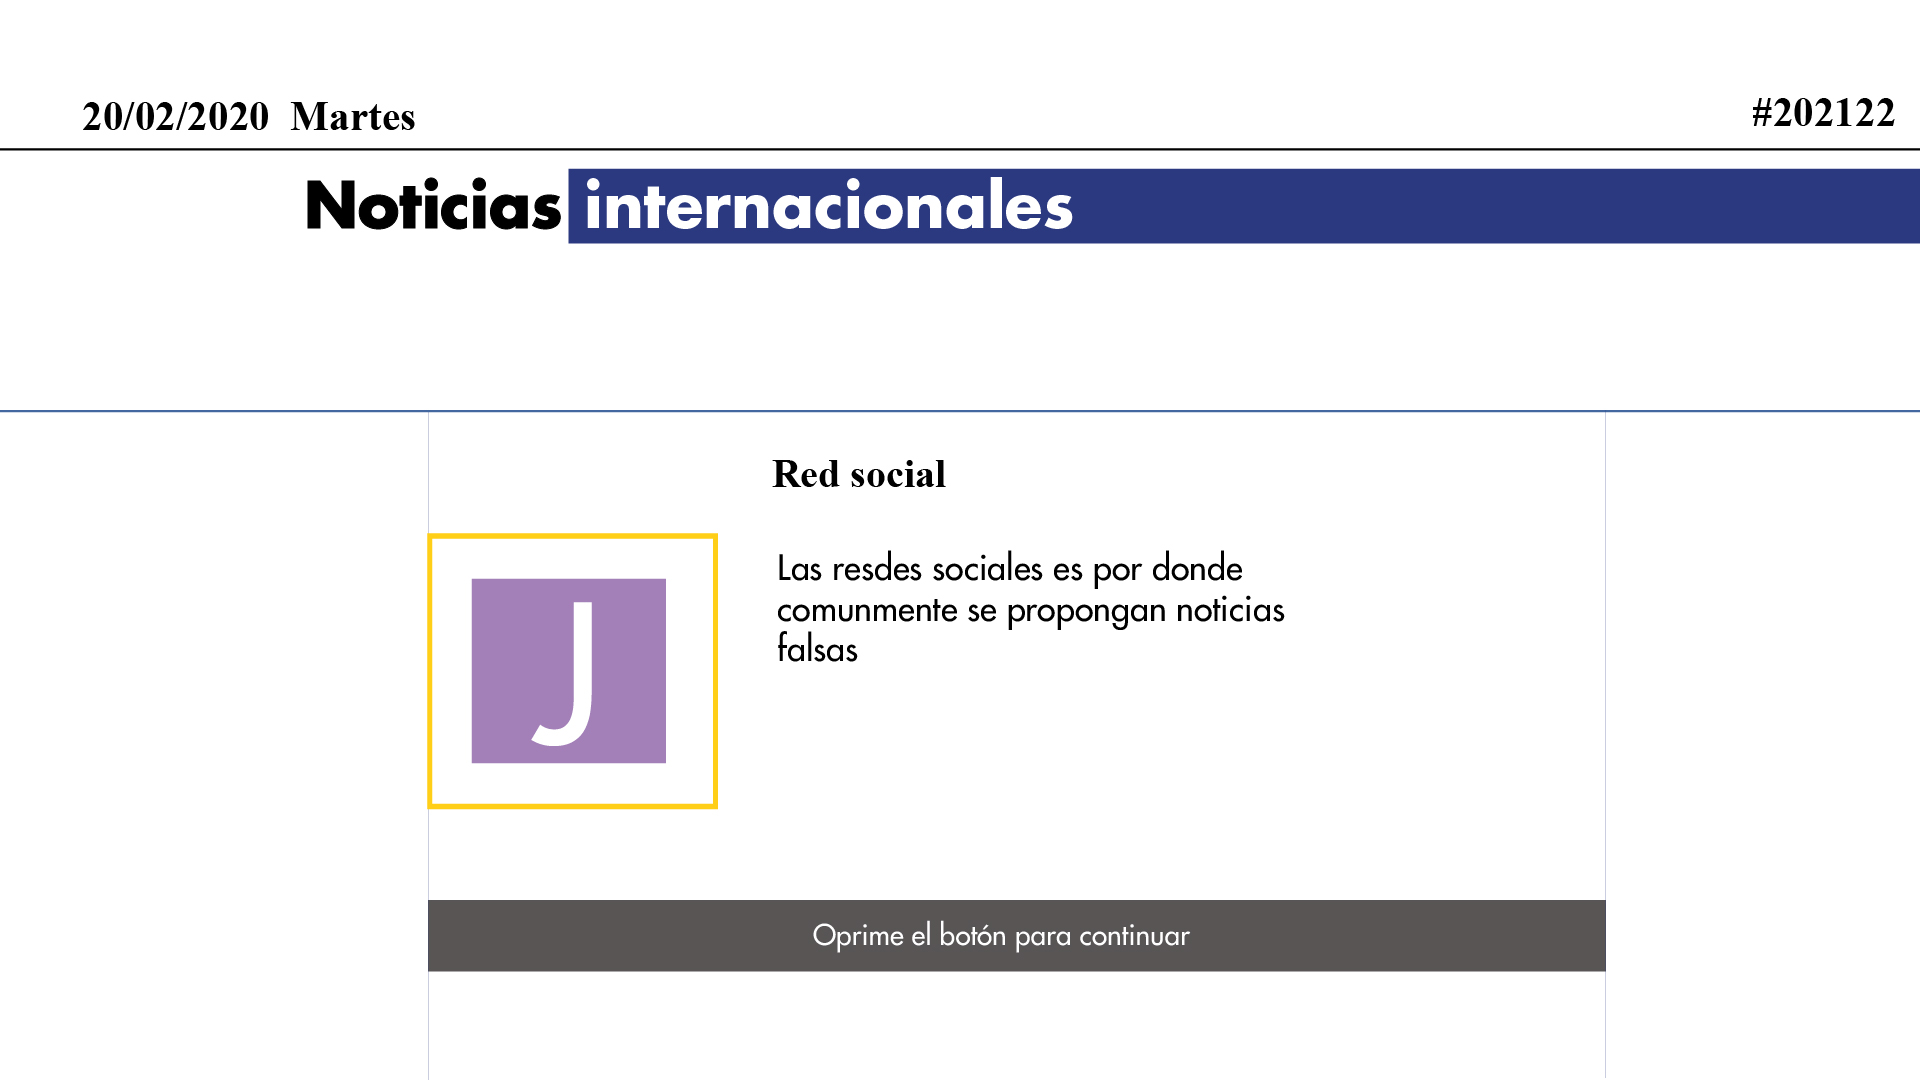 20/02/2020 Martes
#202122
Noticias internacionales
Red social
J
Las resdes sociales es por donde
comunmente se propongan noticias
falsas
Oprime el botón para continuar